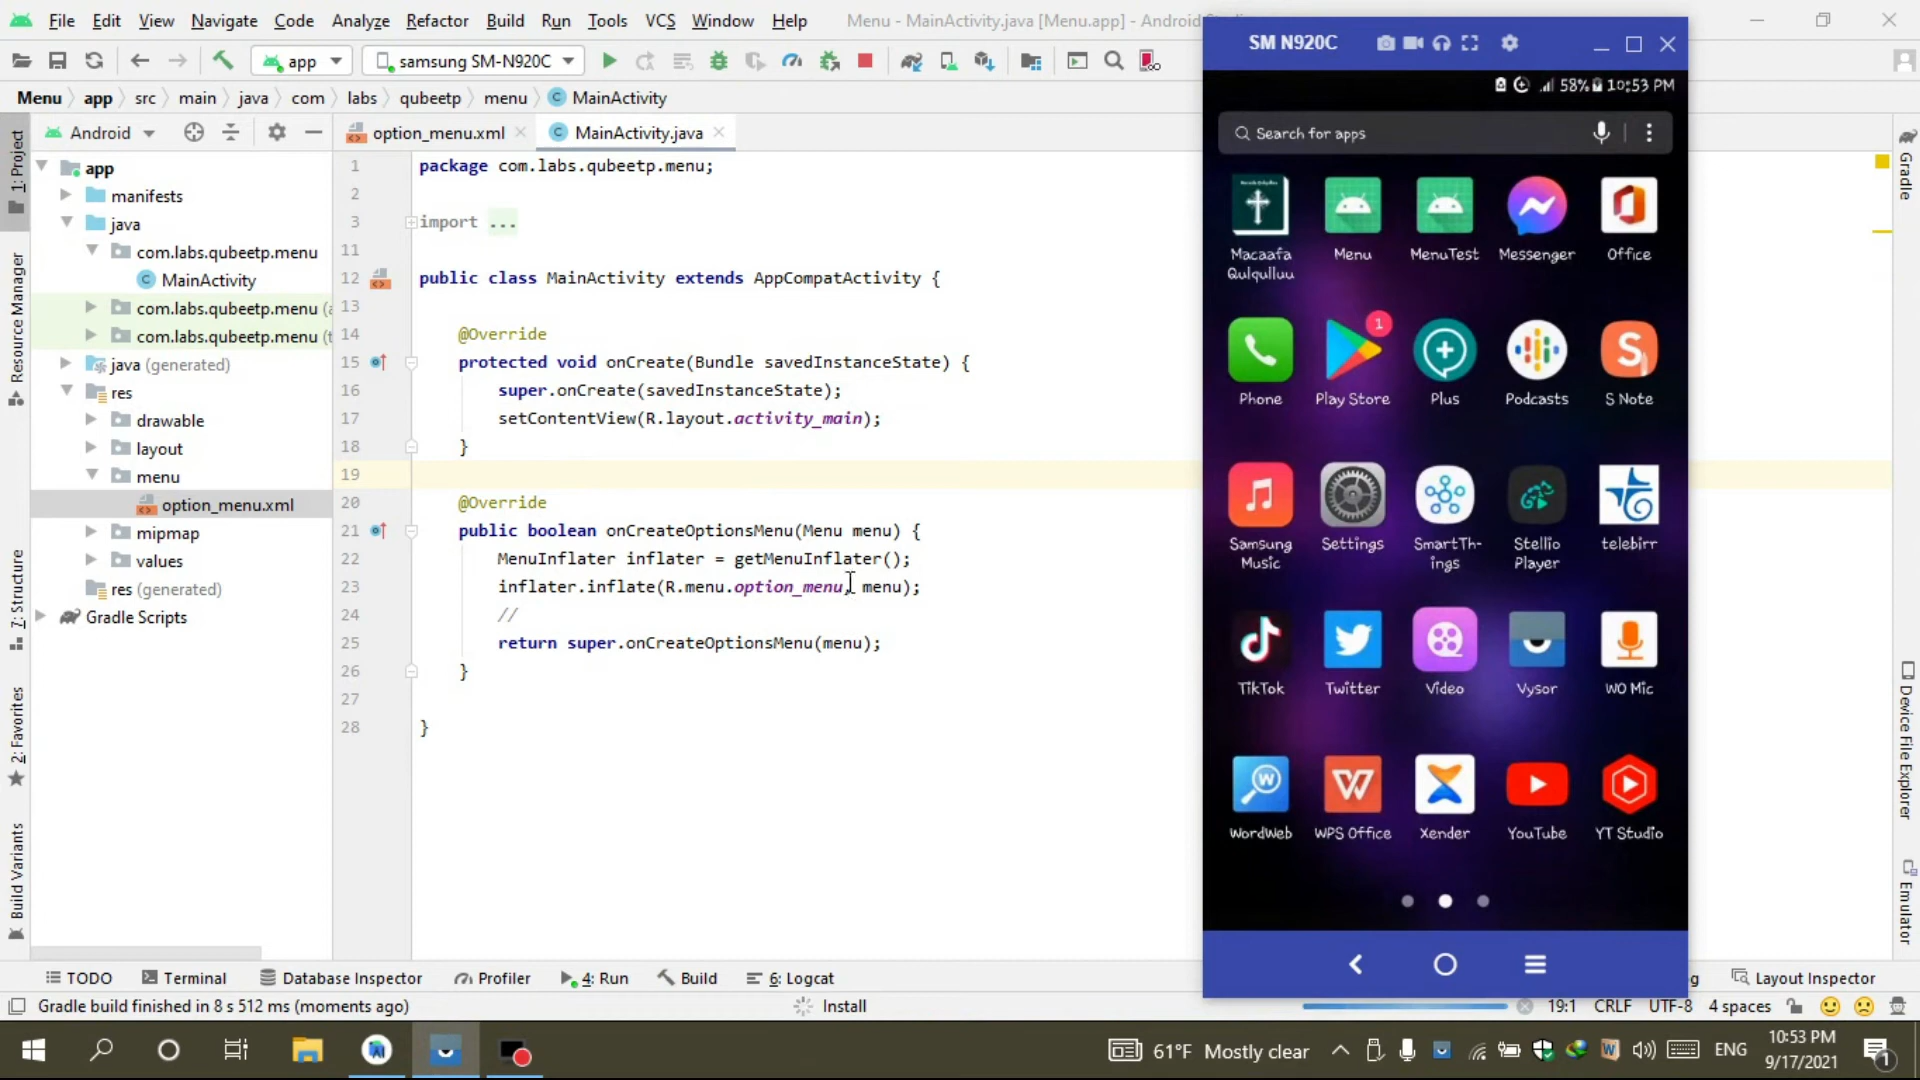 File Edit View Navigate Code Analyze Refactor Build Run Tools VCS Window Help Menu - MainActivity.java [Menu.app] - Android
app samsung SM-N920C
Menu app src main java com labs qubeetp menu MainActivity
Android option_menu.xml MainActivity.java
1: Project
Resource Manager
7: Structure
2: Favorites
Build Variants
app
manifests
java
com.labs.qubeetp.menu
MainActivity
com.labs.qubeetp.menu
com.labs.qubeetp.menu
java (generated)
res
drawable
layout
menu
option_menu.xml
mipmap
values
res (generated)
Gradle Scripts
1 package com.labs.qubeetp.menu;
2
3 import ...
11
12 public class MainActivity extends AppCompatActivity {
13
14 @Override
15 protected void onCreate(Bundle savedInstanceState) {
16 super.onCreate(savedInstanceState);
17 setContentView(R.layout.activity_main);
18 }
19
20 @Override
21 public boolean onCreateOptionsMenu(Menu menu) {
22 MenuInflater inflater = getMenuInflater();
23 inflater.inflate(R.menu.option_menu, menu);
24 //
25 return super.onCreateOptionsMenu(menu);
26 }
27
28 }
SM N920C
58% 10:53 PM
Search for apps
Macaafa Menu MenuTest Messenger Office
Qulqulluu
1
Phone Play Store Plus Podcasts S Note
Samsung Settings SmartTh- Stellio telebirr
Music ings Player
TikTok Twitter Video Vysor WO Mic
WordWeb WPS Office Xender YouTube YT Studio
Gradle
Device File Explorer
Emulator
TODO Terminal Database Inspector Profiler 4: Run Build 6: Logcat Layout Inspector
Gradle build finished in 8 s 512 ms (moments ago) Install 19:1 CRLF UTF-8 4 spaces
61°F Mostly clear ENG 10:53 PM
9/17/2021
1